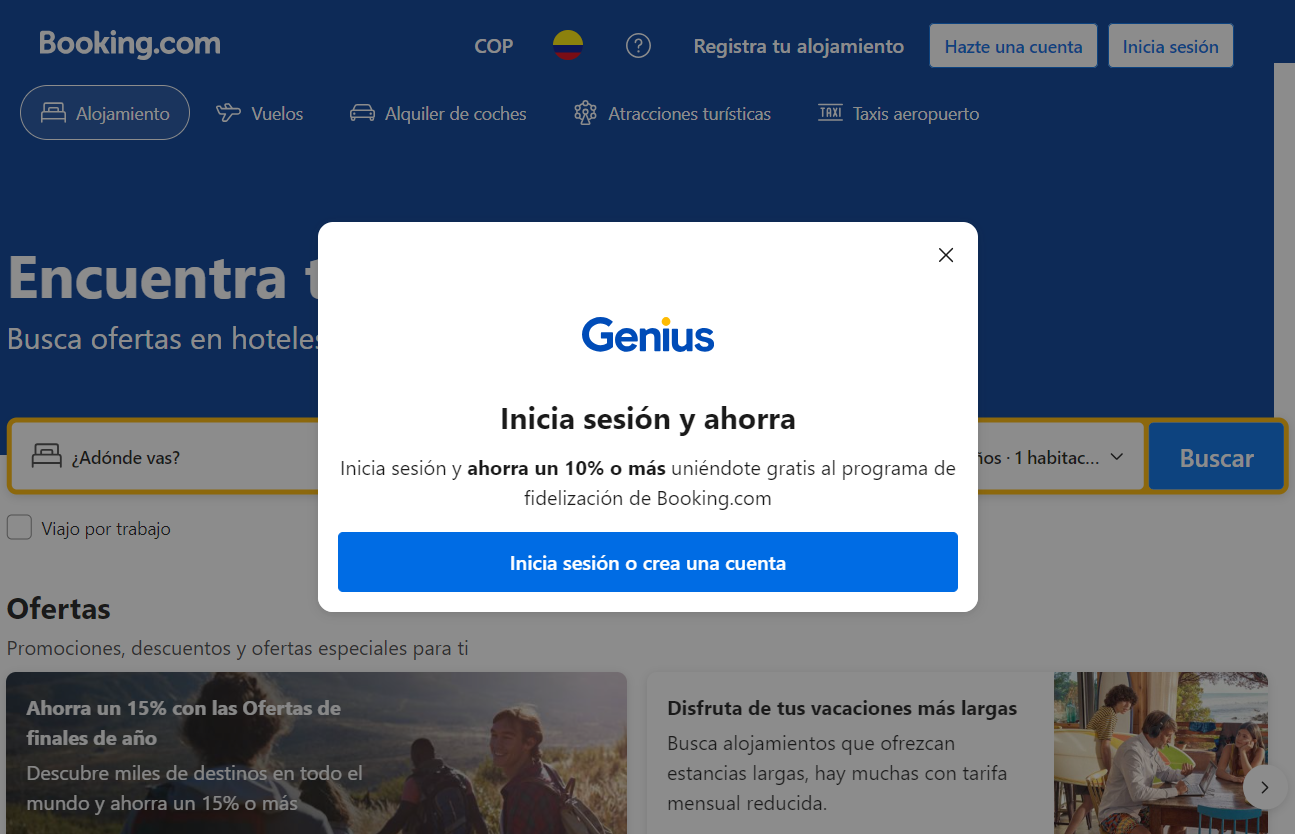 Booking.com
COP
Registra tu alojamiento
Hazte una cuenta
Inicia sesión
Alojamiento
Vuelos
Alquiler de coches
Atracciones turísticas
TAXI
Taxis aeropuerto
Encuentra
Busca ofertas en hoteles
Genius
Inicia sesión y ahorra
Inicia sesión y ahorra un 10% o más uniéndote gratis al programa de
fidelización de Booking.com
Inicia sesión o crea una cuenta
¿Adónde vas?
· 1 habitac...
Buscar
Viajo por trabajo
Ofertas
Promociones, descuentos y ofertas especiales para ti
Ahorra un 15% con las Ofertas de
finales de año
Descubre miles de destinos en todo el
mundo y ahorra un 15% o más
Disfruta de tus vacaciones más largas
Busca alojamientos que ofrezcan
estancias largas, hay muchas con tarifa
mensual reducida.